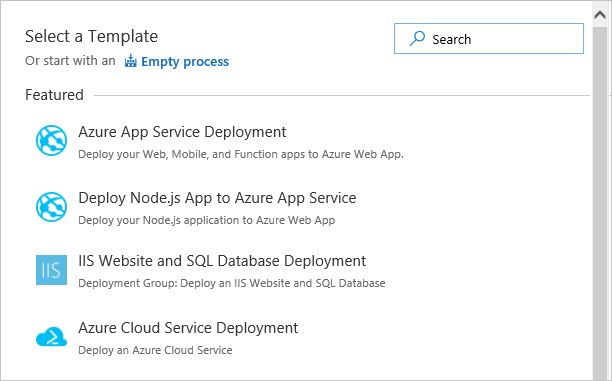 Select a Template
Search
Or start with an Empty process
Featured
Azure App Service Deployment
Deploy your Web, Mobile, and Function apps to Azure Web App.
Deploy Node.js App to Azure App Service
Deploy your Node.js application to Azure Web App
IIS
IIS Website and SQL Database Deployment
Deployment Group: Deploy an IIS Website and SQL Database
Azure Cloud Service Deployment
Deploy an Azure Cloud Service